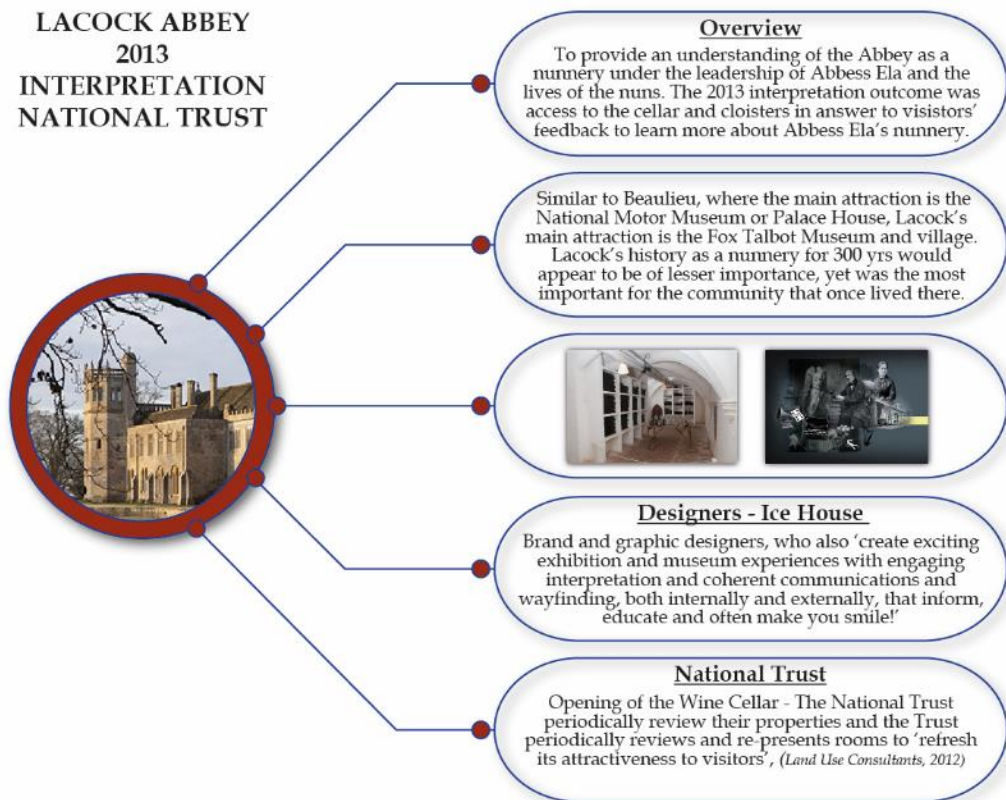 LACOCK ABBEY
2013
INTERPRETATION
NATIONAL TRUST
Overview
To provide an understanding of the Abbey as a
nunnery under the leadership of Abbess Ela and the
lives of the nuns. The 2013 interpretation outcome was
access to the cellar and cloisters in answer to visistors'
feedback to learn more about Abbess Ela's nunnery.
Similar to Beaulieu, where the main attraction is the
National Motor Museum or Palace House, Lacock's
main attraction is the Fox Talbot Museum and village.
Lacock's history as a nunnery for 300 yrs would
appear to be of lesser importance, yet was the most
important for the community that once lived there.
Designers - Ice House
Brand and graphic designers, who also 'create exciting
exhibition and museum experiences with engaging
interpretation and coherent communications and
wayfinding, both internally and externally, that inform,
educate and often make you smile!'
National Trust
Opening of the Wine Cellar - The National Trust
periodically review their properties and the Trust
periodically reviews and re-presents rooms to 'refresh
its attractiveness to visitors', (Land Use Consultants, 2012)